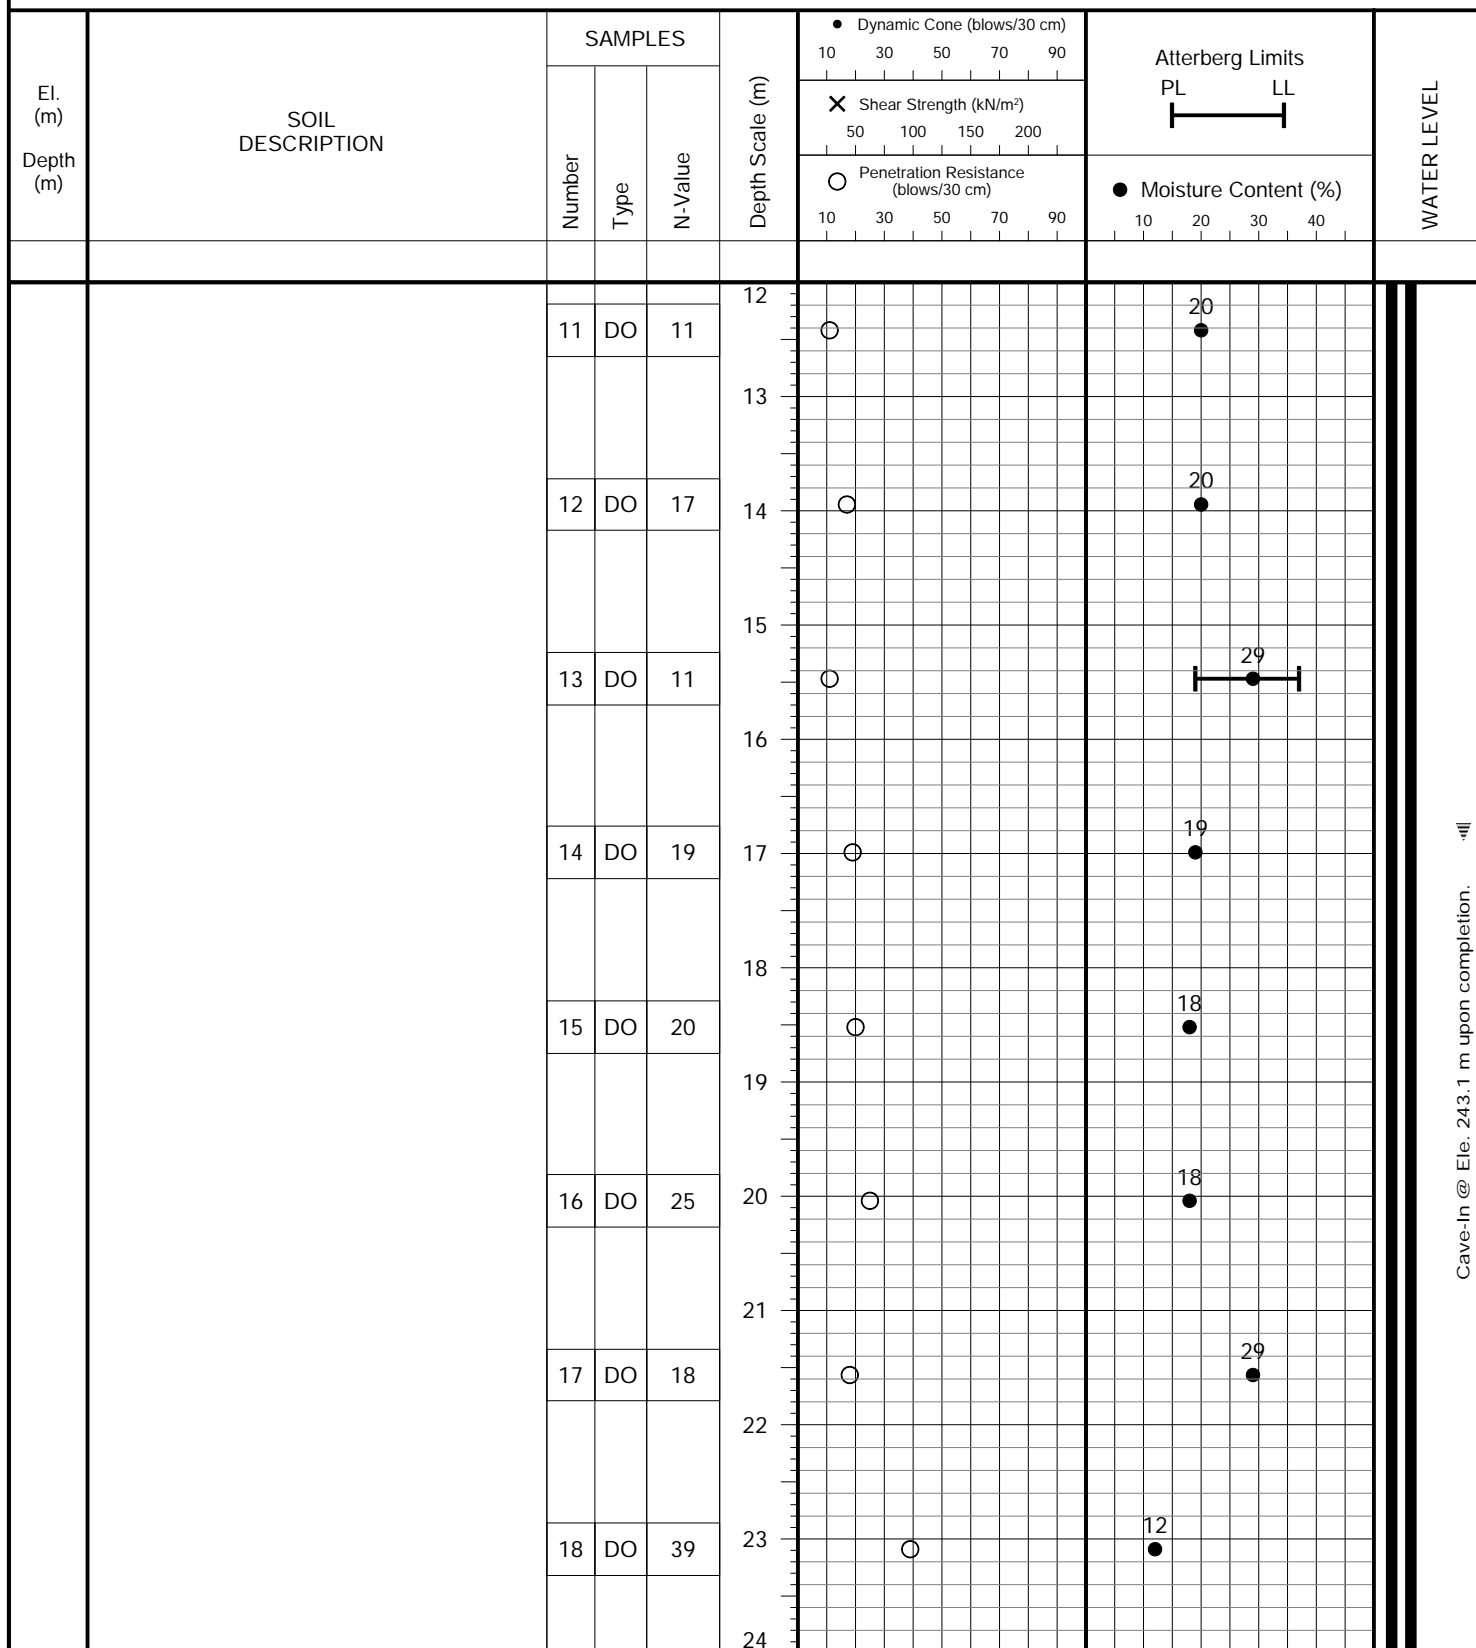 El.
(m)
Depth
(m)
SOIL
DESCRIPTION
SAMPLES
Number
Type
N-Value
Depth Scale (m)
Dynamic Cone (blows/30 cm)
10 30 50 70 90
Shear Strength (kN/m²)
50 100 150 200
Penetration Resistance
(blows/30 cm)
10 30 50 70 90
Atterberg Limits
PL LL
Moisture Content (%)
10 20 30 40
WATER LEVEL
12
20
11 DO 11
13
20
12 DO 17
14
15
29
13 DO 11
16
19
14 DO 19
17
18
18
15 DO 20
19
18
16 DO 25
20
21
29
17 DO 18
22
12
18 DO 39
23
24
Cave-In @ Ele. 243.1 m upon completion.